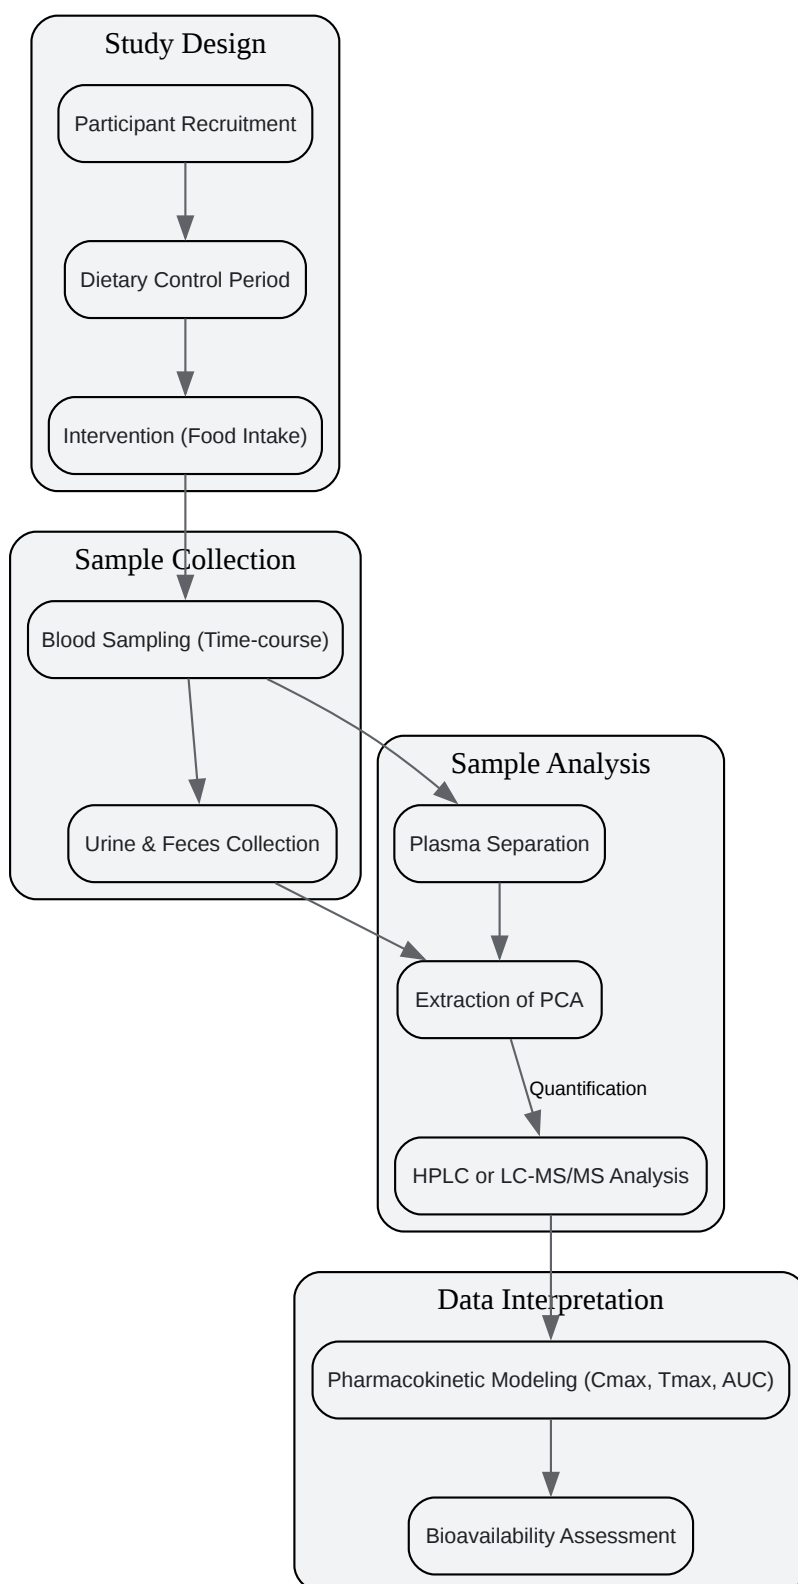 Study Design
Participant Recruitment
Dietary Control Period
Intervention (Food Intake)
Sample Collection
Blood Sampling (Time-course)
Urine & Feces Collection
Sample Analysis
Plasma Separation
Extraction of PCA
Quantification
HPLC or LC-MS/MS Analysis
Data Interpretation
Pharmacokinetic Modeling (Cmax, Tmax, AUC)
Bioavailability Assessment